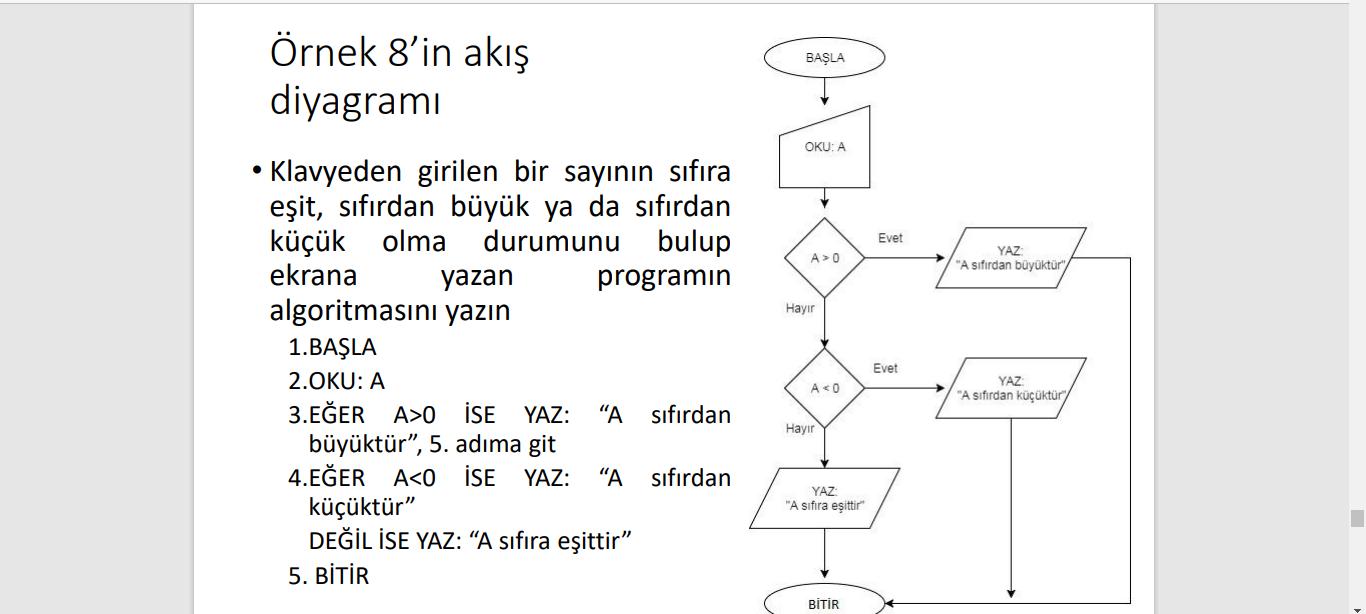 Örnek 8’in akış
diyagramı
• Klavyeden girilen bir sayının sıfıra
eşit, sıfırdan büyük ya da sıfırdan
küçük olma durumunu bulup
ekrana yazan programın
algoritmasını yazın
1.BAŞLA
2.OKU: A
3.EĞER A>0 İSE YAZ: “A sıfırdan
büyüktür”, 5. adıma git
4.EĞER A<0 İSE YAZ: “A sıfırdan
küçüktür”
DEĞİL İSE YAZ: “A sıfıra eşittir”
5. BİTİR
BAŞLA
OKU: A
A > 0
Evet
YAZ:
"A sıfırdan büyüktür"
Hayır
A < 0
Evet
YAZ:
"A sıfırdan küçüktür"
Hayır
YAZ:
"A sıfıra eşittir"
BİTİR